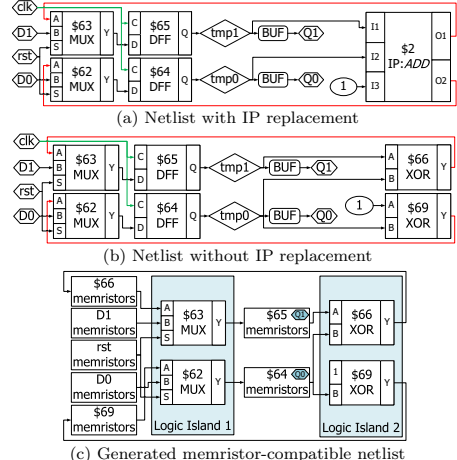 clk
D1
rst
D0
A
B
S
$63
MUX
Y
A
B
S
$62
MUX
Y
C
D
$65
DFF
Q
C
D
$64
DFF
Q
tmp1
BUF
Q1
tmp0
BUF
Q0
1
I1
I2
I3
$2
IP:ADD
O1
O2
(a) Netlist with IP replacement
clk
D1
rst
D0
A
B
S
$63
MUX
Y
A
B
S
$62
MUX
Y
C
D
$65
DFF
Q
C
D
$64
DFF
Q
tmp1
BUF
Q1
tmp0
BUF
Q0
1
A
B
$66
XOR
Y
A
B
$69
XOR
Y
(b) Netlist without IP replacement
$66
memristors
D1
memristors
rst
memristors
D0
memristors
$69
memristors
A
B
S
$63
MUX
Y
A
B
S
$62
MUX
Y
Logic Island 1
$65 Q1
memristors
$64 Q0
memristors
A
B
$66
XOR
Y
1
B
$69
XOR
Y
Logic Island 2
(c) Generated memristor-compatible netlist